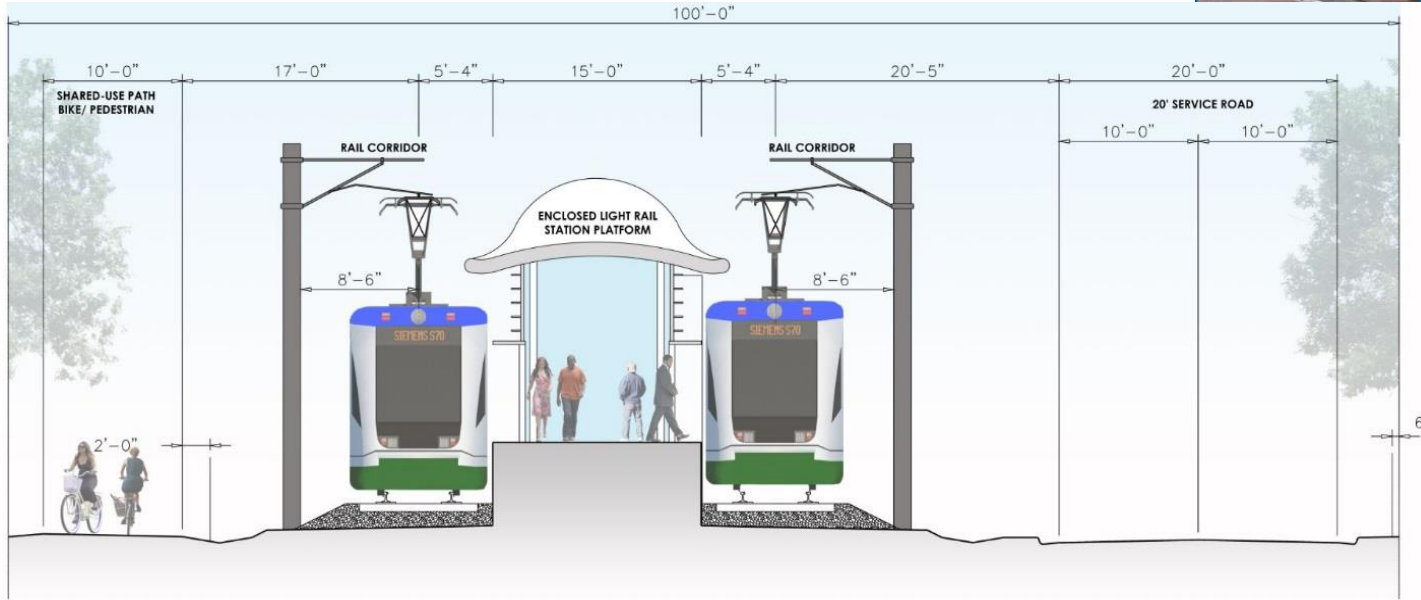 100'-0"
10'-0"
17'-0"
5'-4"
15'-0"
5'-4"
20'-5"
20'-0"
SHARED-USE PATH
BIKE/ PEDESTRIAN
20' SERVICE ROAD
10'-0"
10'-0"
RAIL CORRIDOR
RAIL CORRIDOR
ENCLOSED LIGHT RAIL
STATION PLATFORM
8'-6"
8'-6"
SIEMENS S70
SIEMENS S70
2'-0"